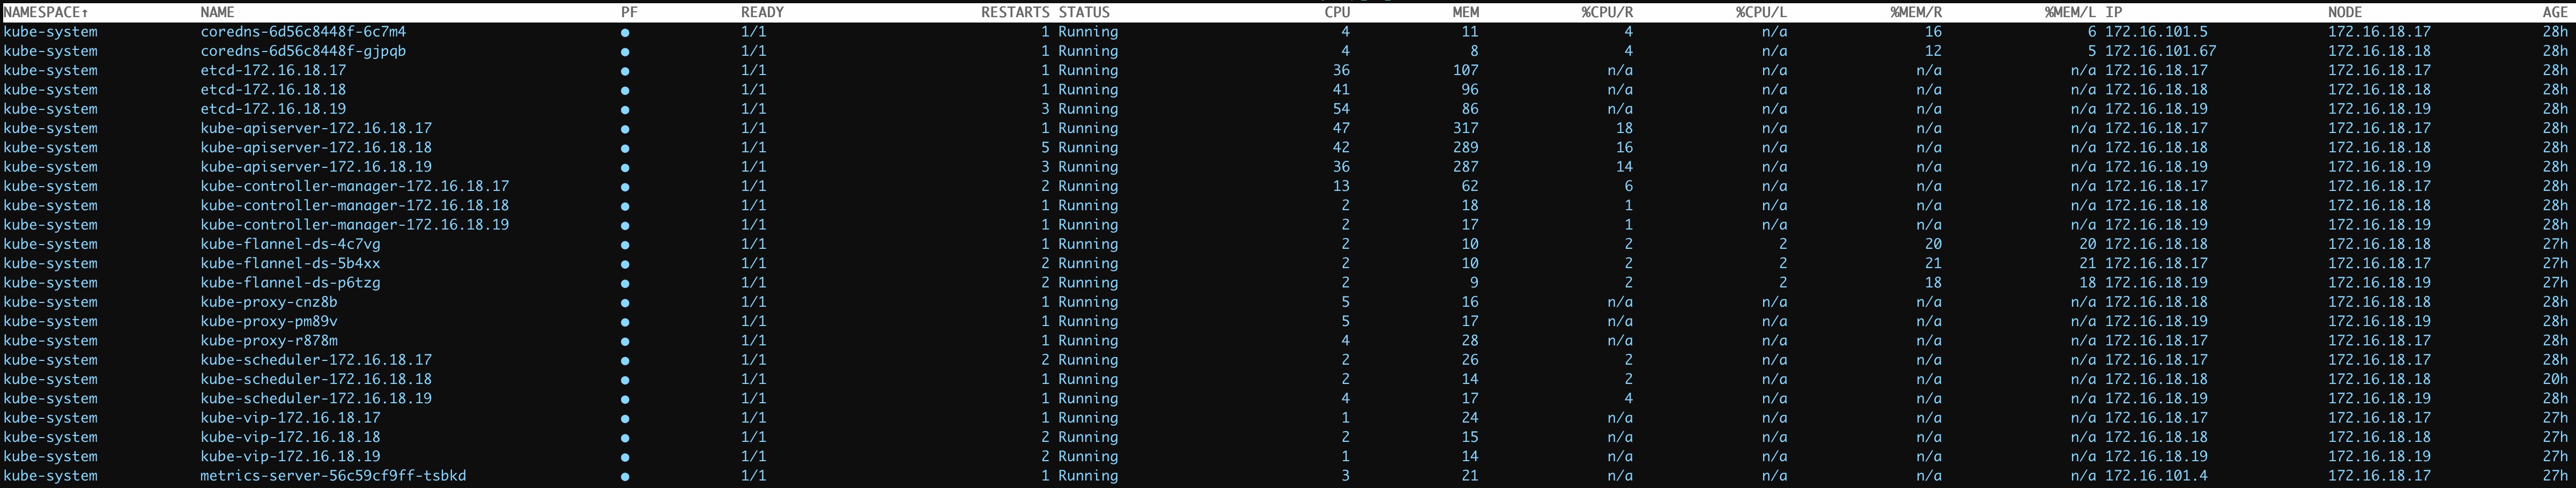 NAMESPACE↑ NAME PF READY RESTARTS STATUS CPU MEM %CPU/R %CPU/L %MEM/R %MEM/L IP NODE AGE
kube-system coredns-6d56c8448f-6c7m4 ● 1/1 1 Running 4 11 4 n/a 16 6 172.16.101.5 172.16.18.17 28h
kube-system coredns-6d56c8448f-gjpqb ● 1/1 1 Running 4 8 4 n/a 12 5 172.16.101.67 172.16.18.18 28h
kube-system etcd-172.16.18.17 ● 1/1 1 Running 36 107 n/a n/a n/a n/a 172.16.18.17 172.16.18.17 28h
kube-system etcd-172.16.18.18 ● 1/1 1 Running 41 96 n/a n/a n/a n/a 172.16.18.18 172.16.18.18 28h
kube-system etcd-172.16.18.19 ● 1/1 3 Running 54 86 n/a n/a n/a n/a 172.16.18.19 172.16.18.19 28h
kube-system kube-apiserver-172.16.18.17 ● 1/1 1 Running 47 317 18 n/a n/a n/a 172.16.18.17 172.16.18.17 28h
kube-system kube-apiserver-172.16.18.18 ● 1/1 5 Running 42 289 16 n/a n/a n/a 172.16.18.18 172.16.18.18 28h
kube-system kube-apiserver-172.16.18.19 ● 1/1 3 Running 36 287 14 n/a n/a n/a 172.16.18.19 172.16.18.19 28h
kube-system kube-controller-manager-172.16.18.17 ● 1/1 2 Running 13 62 6 n/a n/a n/a 172.16.18.17 172.16.18.17 28h
kube-system kube-controller-manager-172.16.18.18 ● 1/1 1 Running 2 18 1 n/a n/a n/a 172.16.18.18 172.16.18.18 28h
kube-system kube-controller-manager-172.16.18.19 ● 1/1 1 Running 2 17 1 n/a n/a n/a 172.16.18.19 172.16.18.19 28h
kube-system kube-flannel-ds-4c7vg ● 1/1 1 Running 2 10 2 2 20 20 172.16.18.18 172.16.18.18 27h
kube-system kube-flannel-ds-5b4xx ● 1/1 2 Running 2 10 2 2 21 21 172.16.18.17 172.16.18.17 27h
kube-system kube-flannel-ds-p6tzg ● 1/1 2 Running 2 9 2 2 18 18 172.16.18.19 172.16.18.19 27h
kube-system kube-proxy-cnz8b ● 1/1 1 Running 5 16 n/a n/a n/a n/a 172.16.18.18 172.16.18.18 28h
kube-system kube-proxy-pm89v ● 1/1 1 Running 5 17 n/a n/a n/a n/a 172.16.18.19 172.16.18.19 28h
kube-system kube-proxy-r878m ● 1/1 1 Running 4 28 n/a n/a n/a n/a 172.16.18.17 172.16.18.17 28h
kube-system kube-scheduler-172.16.18.17 ● 1/1 2 Running 2 26 2 n/a n/a n/a 172.16.18.17 172.16.18.17 28h
kube-system kube-scheduler-172.16.18.18 ● 1/1 1 Running 2 14 2 n/a n/a n/a 172.16.18.18 172.16.18.18 20h
kube-system kube-scheduler-172.16.18.19 ● 1/1 1 Running 4 17 4 n/a n/a n/a 172.16.18.19 172.16.18.19 28h
kube-system kube-vip-172.16.18.17 ● 1/1 1 Running 1 24 n/a n/a n/a n/a 172.16.18.17 172.16.18.17 27h
kube-system kube-vip-172.16.18.18 ● 1/1 2 Running 2 15 n/a n/a n/a n/a 172.16.18.18 172.16.18.18 27h
kube-system kube-vip-172.16.18.19 ● 1/1 2 Running 1 14 n/a n/a n/a n/a 172.16.18.19 172.16.18.19 27h
kube-system metrics-server-56c59cf9ff-tsbkd ● 1/1 1 Running 3 21 n/a n/a n/a n/a 172.16.101.4 172.16.18.17 27h